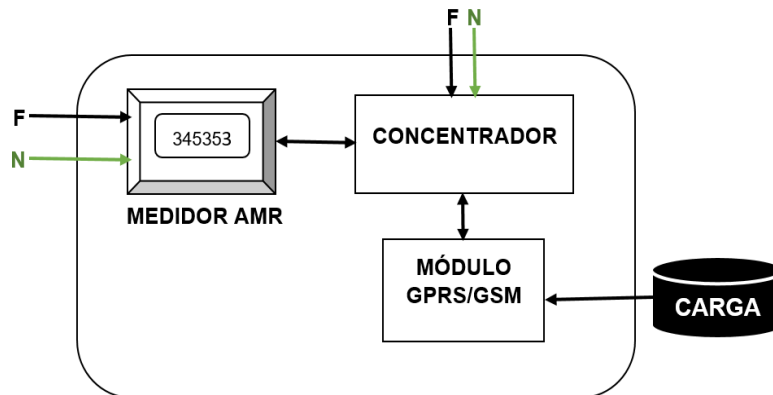 F N
F
345353
CONCENTRADOR
N
MEDIDOR AMR
MÓDULO
GPRS/GSM
CARGA